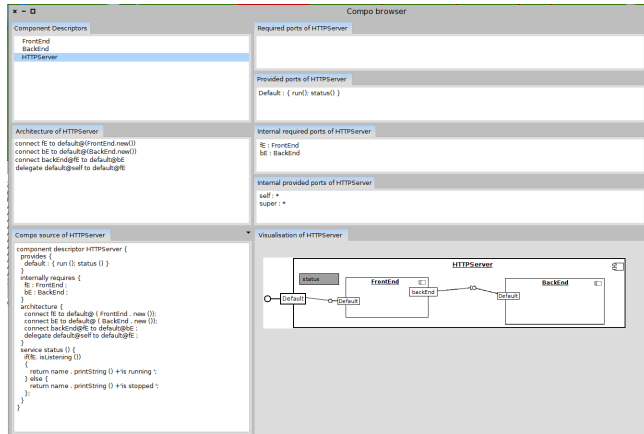 Compo browser
Component Descriptors
FrontEnd
BackEnd
HTTPServer
Required ports of HTTPServer
Provided ports of HTTPServer
Default : { run(); status() }
Architecture of HTTPServer
connect fE to default@(FrontEnd.new())
connect bE to default@(BackEnd.new())
connect backEnd@fE to default@bE
delegate default@self to default@fE
Internal required ports of HTTPServer
fE : FrontEnd
bE : BackEnd
Internal provided ports of HTTPServer
self : *
super : *
Compo source of HTTPServer
component descriptor HTTPServer {
provides {
default : { run (); status () }
}
internally requires {
fE : FrontEnd ;
bE : BackEnd ;
}
architecture {
connect fE to default@ ( FrontEnd . new ());
connect bE to default@ ( BackEnd . new ());
connect backEnd@fE to default@bE ;
delegate default@self to default@fE ;
}
service status () {
if(fE. isListening ())
{
return name . printString () +'is running ';
} else {
return name . printString () +'is stopped ';
};
}
}
Visualisation of HTTPServer
HTTPServer
status
FrontEnd
BackEnd
backEnd
Default
Default
Default